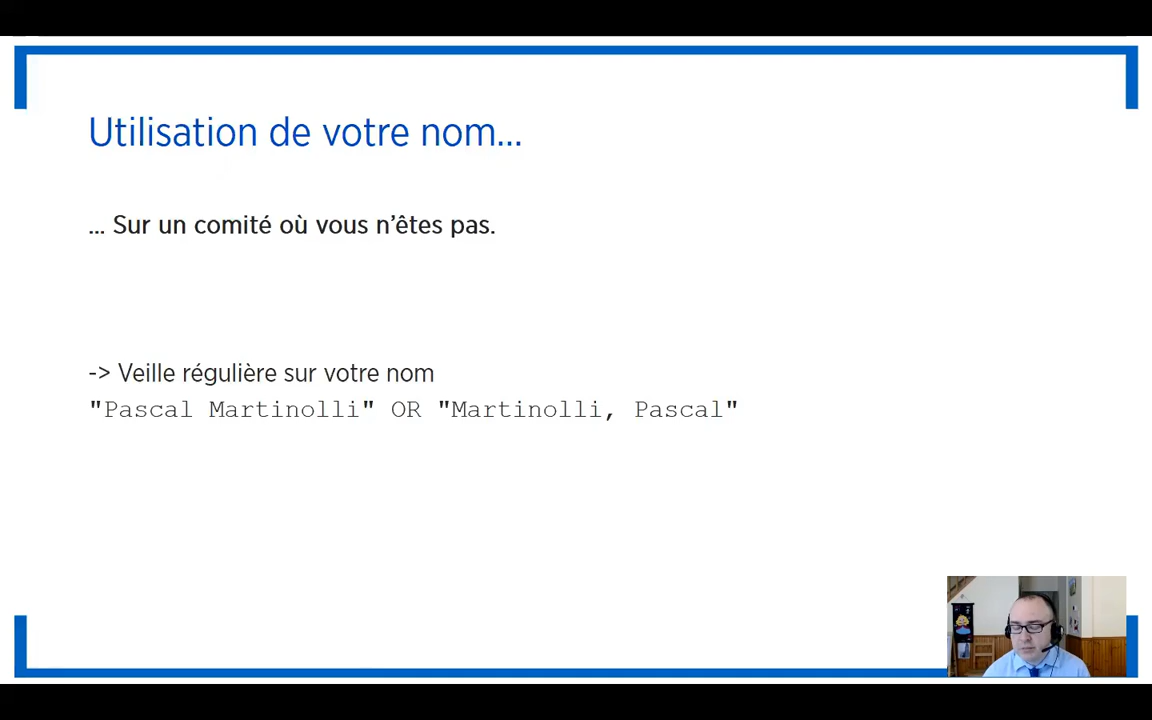 Utilisation de votre nom...
... Sur un comité où vous n'êtes pas.
-> Veille régulière sur votre nom
"Pascal Martinolli" OR "Martinolli, Pascal"